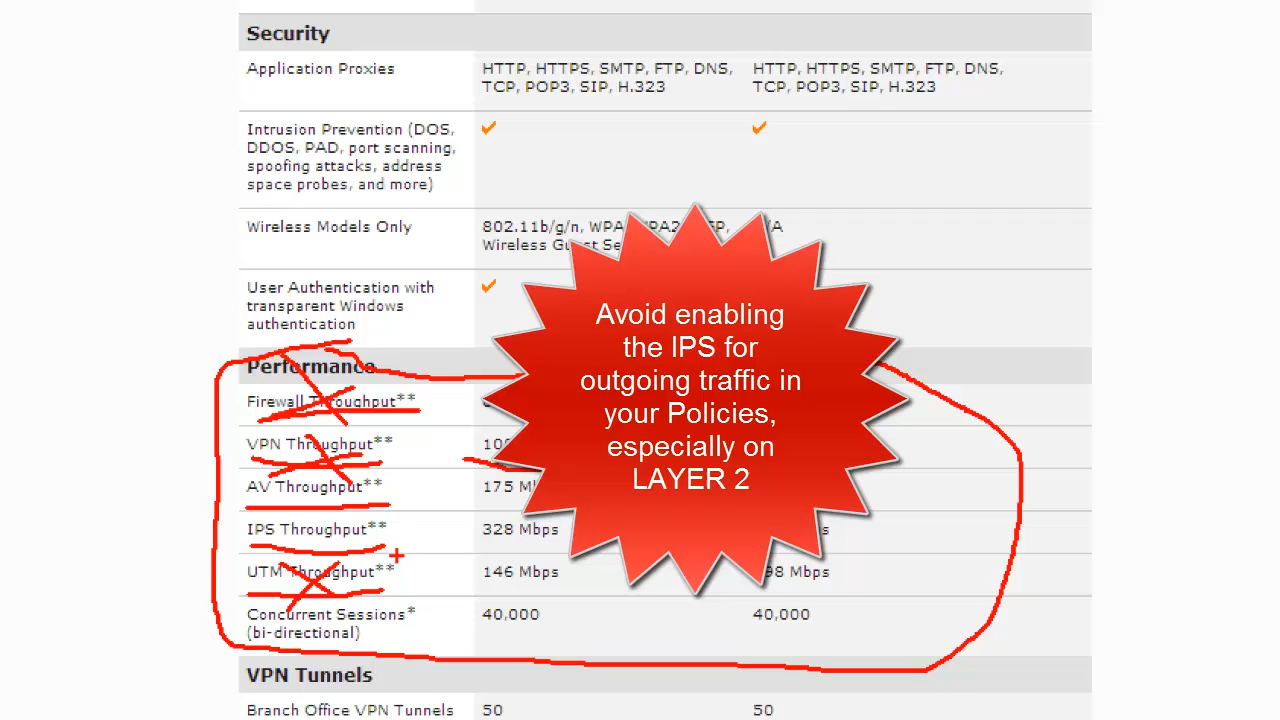 Security
Application Proxies
HTTP, HTTPS, SMTP, FTP, DNS,
TCP, POP3, SIP, H.323
HTTP, HTTPS, SMTP, FTP, DNS,
TCP, POP3, SIP, H.323
Intrusion Prevention (DOS,
DDOS, PAD, port scanning,
spoofing attacks, address
space probes, and more)
Wireless Models Only
802.11b/g/n,
Wireless
User Authentication with
transparent Windows
authentication
Performance
Firewall Throughput**
VPN Throughput**
AV Throughput**
175
IPS Throughput**
328 Mbps
UTM Throughput**
146 Mbps
Mbps
Concurrent Sessions*
(bi-directional)
40,000
40,000
VPN Tunnels
Branch Office VPN Tunnels
50
50
Avoid enabling
the IPS for
outgoing traffic in
your Policies,
especially on
LAYER 2